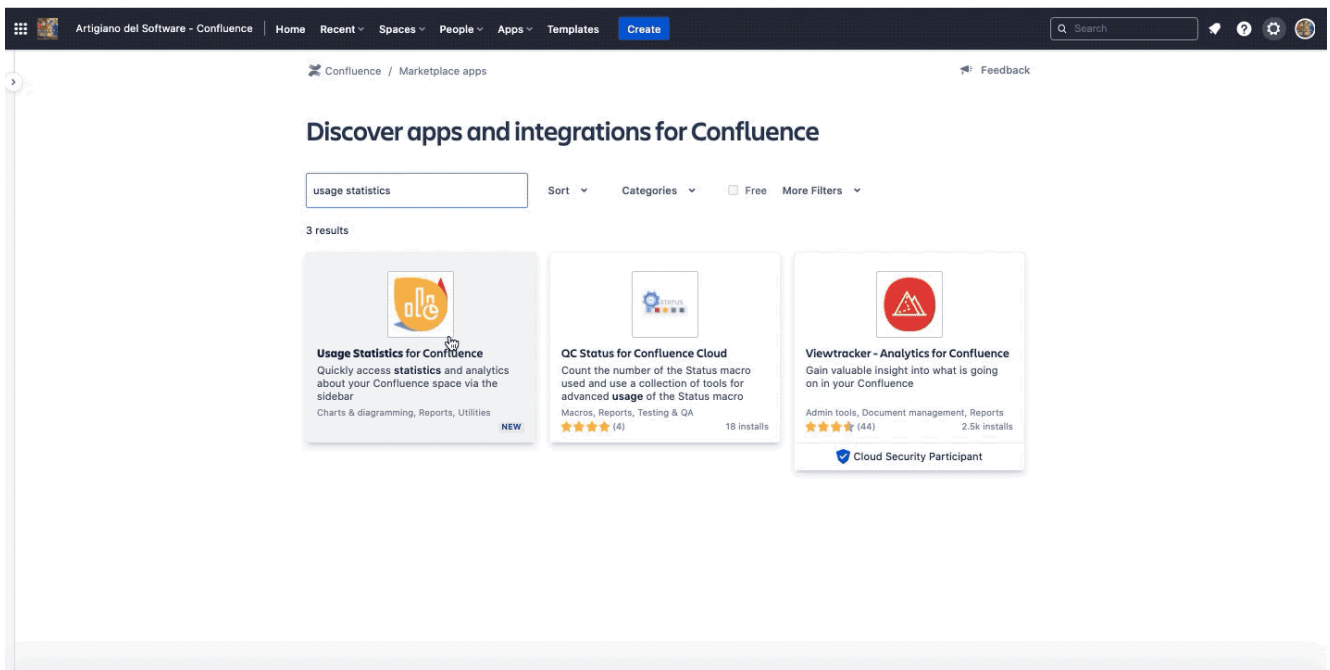 Artigiano del Software - Confluence Home Recent Spaces People Apps Templates Create Search
Confluence / Marketplace apps Feedback
Discover apps and integrations for Confluence
usage statistics Sort Categories Free More Filters
3 results
Usage Statistics for Confluence
Quickly access statistics and analytics
about your Confluence space via the
sidebar
Charts & diagramming, Reports, Utilities
NEW
STATUS
QC Status for Confluence Cloud
Count the number of the Status macro
used and use a collection of tools for
advanced usage of the Status macro
Macros, Reports, Testing & QA
(4) 18 installs
Viewtracker - Analytics for Confluence
Gain valuable insight into what is going
on in your Confluence
Admin tools, Document management, Reports
(44) 2.5k installs
Cloud Security Participant